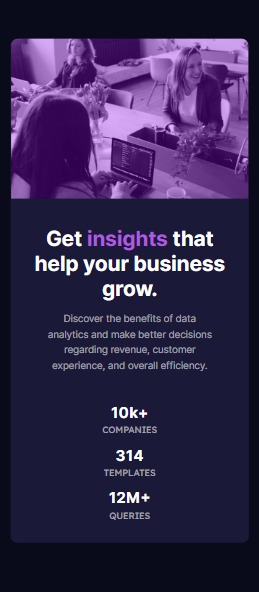 Get insights that
help your business
grow.
Discover the benefits of data
analytics and make better decisions
regarding revenue, customer
experience, and overall efficiency.
10k+
COMPANIES
314
TEMPLATES
12M+
QUERIES